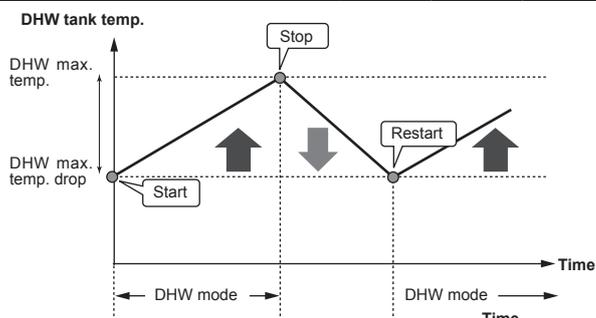 DHW tank temp.
Stop
DHW max.
temp.
Restart
DHW max.
temp. drop
Start
Time
DHW mode
DHW mode
Time